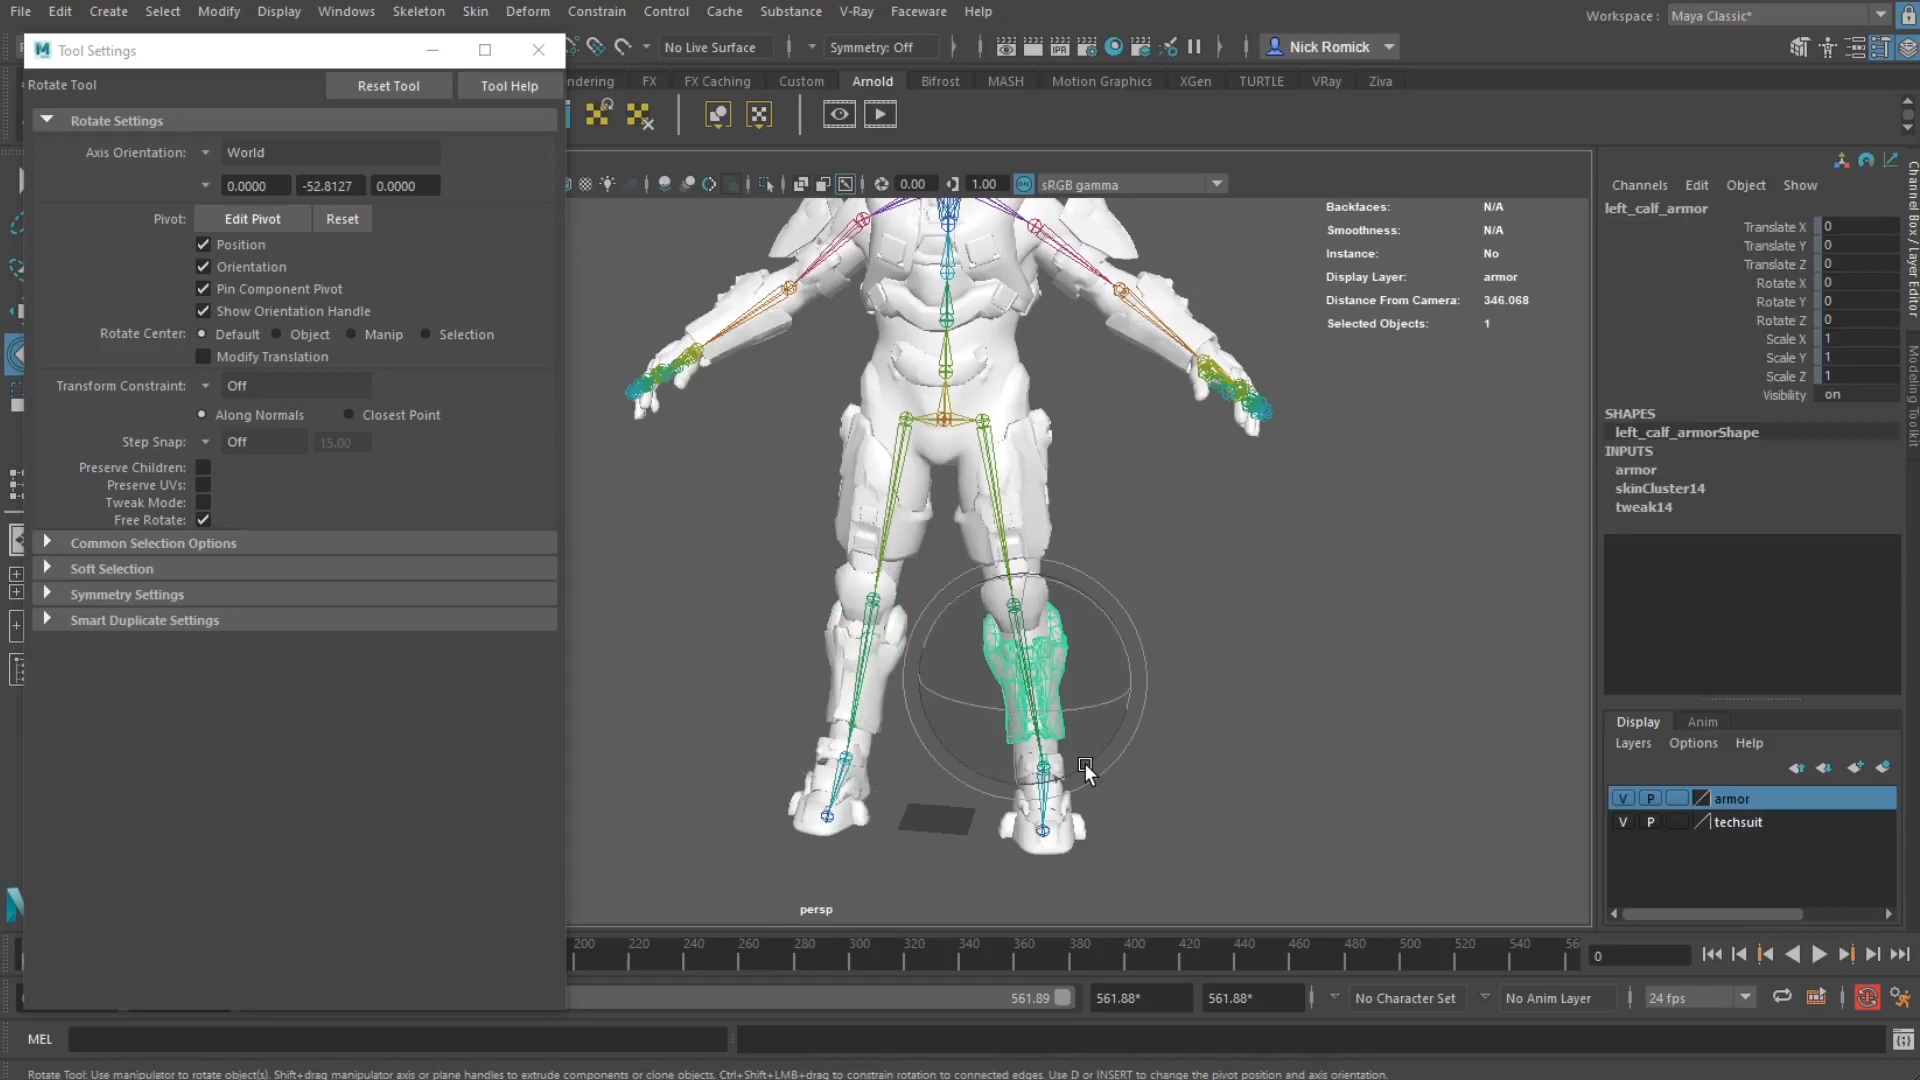 File Edit Create Select Modify Display Windows Skeleton Skin Deform Constrain Control Cache Substance V-Ray Faceware Help
Workspace : Maya Classic*
Tool Settings
No Live Surface Symmetry: Off IPR Nick Romick
Rotate Tool Reset Tool Tool Help
ndering FX FX Caching Custom Arnold Bifrost MASH Motion Graphics XGen TURTLE VRay Ziva
Rotate Settings
Axis Orientation: World
0.0000 -52.8127 0.0000
Pivot: Edit Pivot Reset
Position
Orientation
Pin Component Pivot
Show Orientation Handle
Rotate Center: Default Object Manip Selection
Modify Translation
Transform Constraint: Off
Along Normals Closest Point
Step Snap: Off 15.00
Preserve Children:
Preserve UVs:
Tweak Mode:
Free Rotate:
Common Selection Options
Soft Selection
Symmetry Settings
Smart Duplicate Settings
0.00 1.00 sRGB gamma
Backfaces: N/A
Smoothness: N/A
Instance: No
Display Layer: armor
Distance From Camera: 346.068
Selected Objects: 1
persp
Channels Edit Object Show
left_calf_armor
Translate X 0
Translate Y 0
Translate Z 0
Rotate X 0
Rotate Y 0
Rotate Z 0
Scale X 1
Scale Y 1
Scale Z 1
Visibility on
SHAPES
left_calf_armorShape
INPUTS
armor
skinCluster14
tweak14
Channel Box / Layer Editor
Modeling Toolkit
Display Anim
Layers Options Help
V P armor
V P techsuit
200 220 240 260 280 300 320 340 360 380 400 420 440 460 480 500 520 540 56
0
561.89 561.88* 561.88* No Character Set No Anim Layer 24 fps
MEL
Rotate Tool: Use manipulator to rotate object(s). Shift+drag manipulator axis or plane handles to extrude components or clone objects. Ctrl+Shift+LMB+drag to constrain rotation to connected edges. Use D or INSERT to change the pivot position and axis orientation.